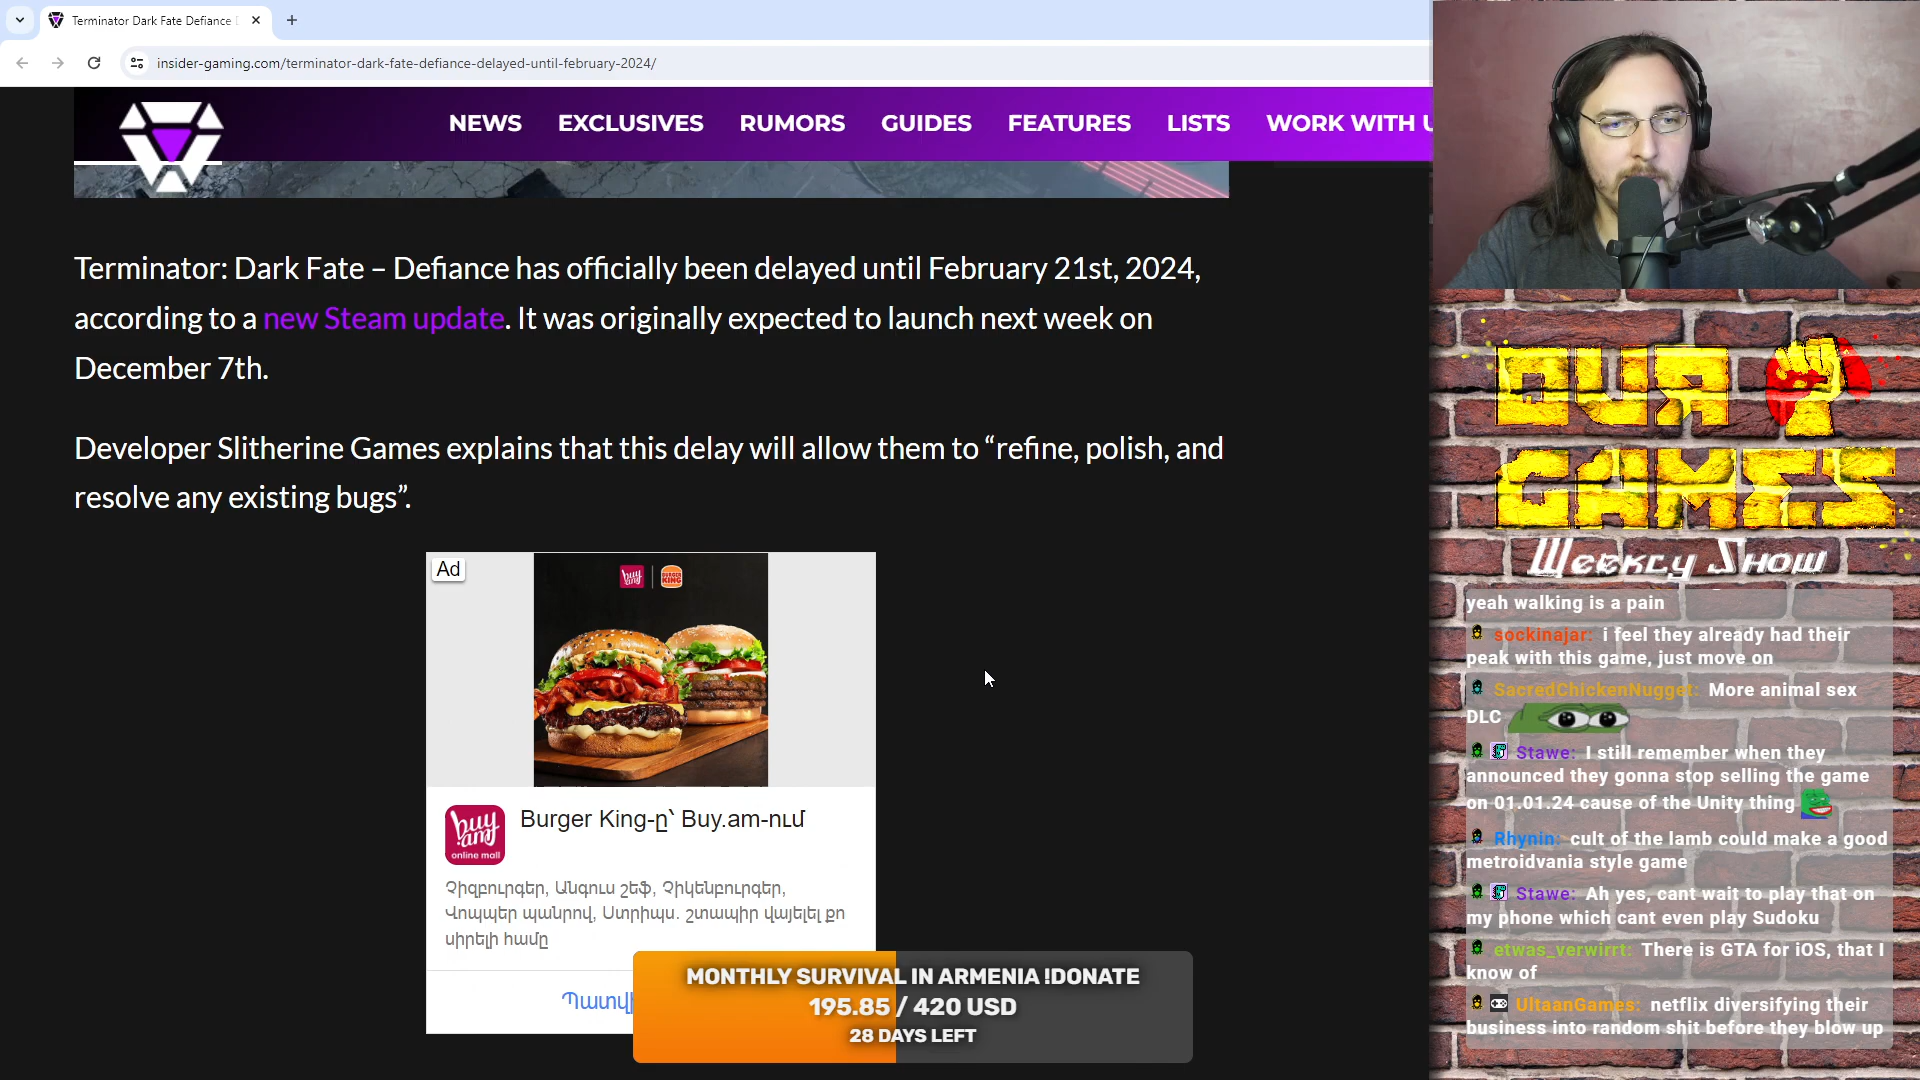 Terminator Dark Fate Defiance
insider-gaming.com/terminator-dark-fate-defiance-delayed-until-february-2024/
NEWS EXCLUSIVES RUMORS GUIDES FEATURES LISTS WORK WITH U
Terminator: Dark Fate – Defiance has officially been delayed until February 21st, 2024,
according to a new Steam update. It was originally expected to launch next week on
December 7th.
Developer Slitherine Games explains that this delay will allow them to “refine, polish, and
resolve any existing bugs”.
Ad
buy.am BURGER KING
buy.am
online mall
Burger King-ը՝ Buy.am-ում
Չիզբուրգեր, Անգուս շեֆ, Չիկենբուրգեր,
Վոպպեր պանրով, Ստրիպս. շտապիր վայելել քո
սիրելի համը
Պատվի
MONTHLY SURVIVAL IN ARMENIA !DONATE
195.85 / 420 USD
28 DAYS LEFT
OUR
GAMES
Weekly Show
yeah walking is a pain
sockinajar: i feel they already had their
peak with this game, just move on
SacredChickenNugget: More animal sex
DLC
Stawe: I still remember when they
announced they gonna stop selling the game
on 01.01.24 cause of the Unity thing
Rhynin: cult of the lamb could make a good
metroidvania style game
Stawe: Ah yes, cant wait to play that on
my phone which cant even play Sudoku
etwas_verwirrt: There is GTA for iOS, that I
know of
UltaanGames: netflix diversifying their
business into random shit before they blow up